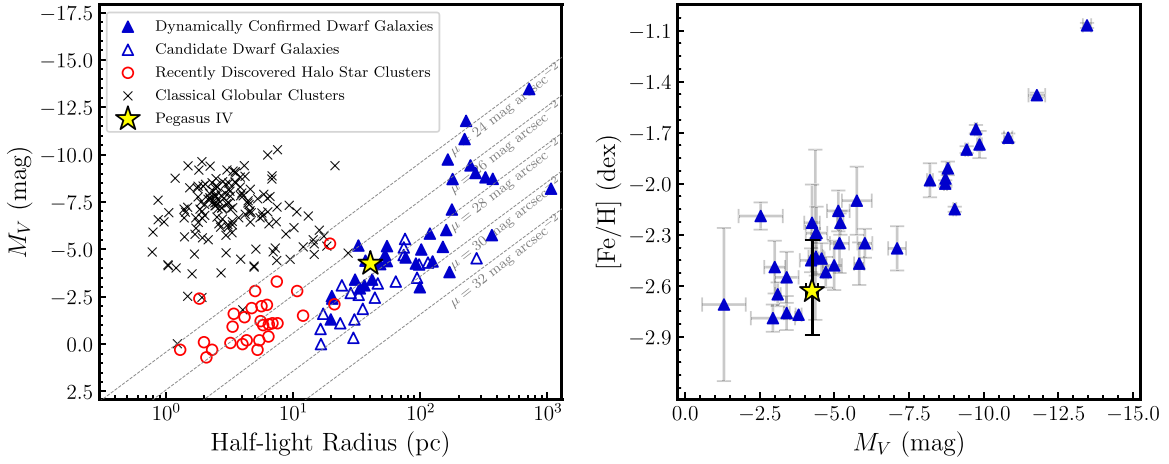 −17.5
−15.0
−12.5
−10.0
−7.5
−5.0
−2.5
0.0
2.5
M_V (mag)
Dynamically Confirmed Dwarf Galaxies
Candidate Dwarf Galaxies
Recently Discovered Halo Star Clusters
Classical Globular Clusters
Pegasus IV
μ = 24 mag arcsec⁻²
μ = 26 mag arcsec⁻²
μ = 28 mag arcsec⁻²
μ = 30 mag arcsec⁻²
μ = 32 mag arcsec⁻²
10⁰ 10¹ 10² 10³
Half-light Radius (pc)
−1.1
−1.4
−1.7
−2.0
−2.3
−2.6
−2.9
[Fe/H] (dex)
0.0 −2.5 −5.0 −7.5 −10.0 −12.5 −15.0
M_V (mag)